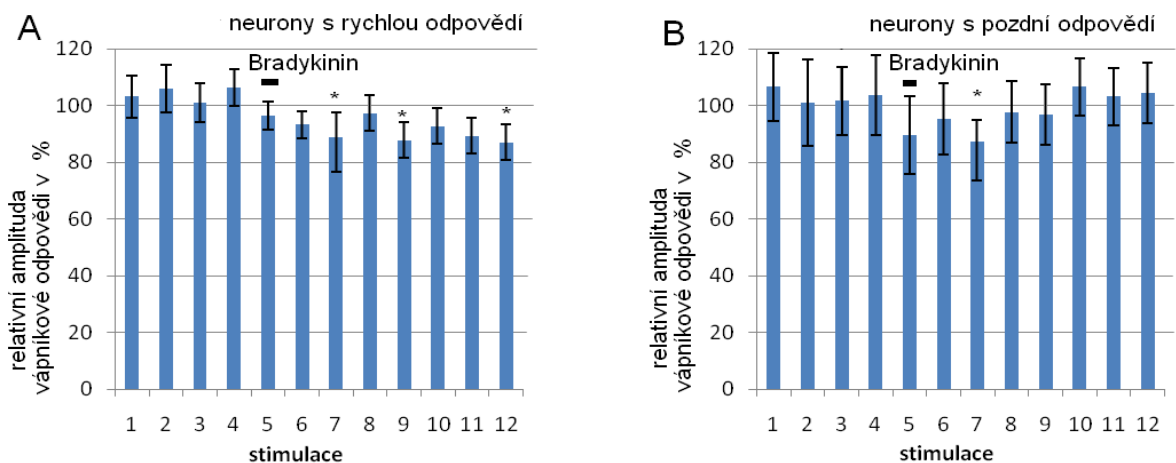 A
neurony s rychlou odpovědí
120
100
80
60
40
20
0
relativní amplituda
vápníkové odpovědi v %
Bradykinin
* * *
1 2 3 4 5 6 7 8 9 10 11 12
stimulace
B
neurony s pozdní odpovědí
120
100
80
60
40
20
0
relativní amplituda
vápníkové odpovědi v %
Bradykinin
*
1 2 3 4 5 6 7 8 9 10 11 12
stimulace